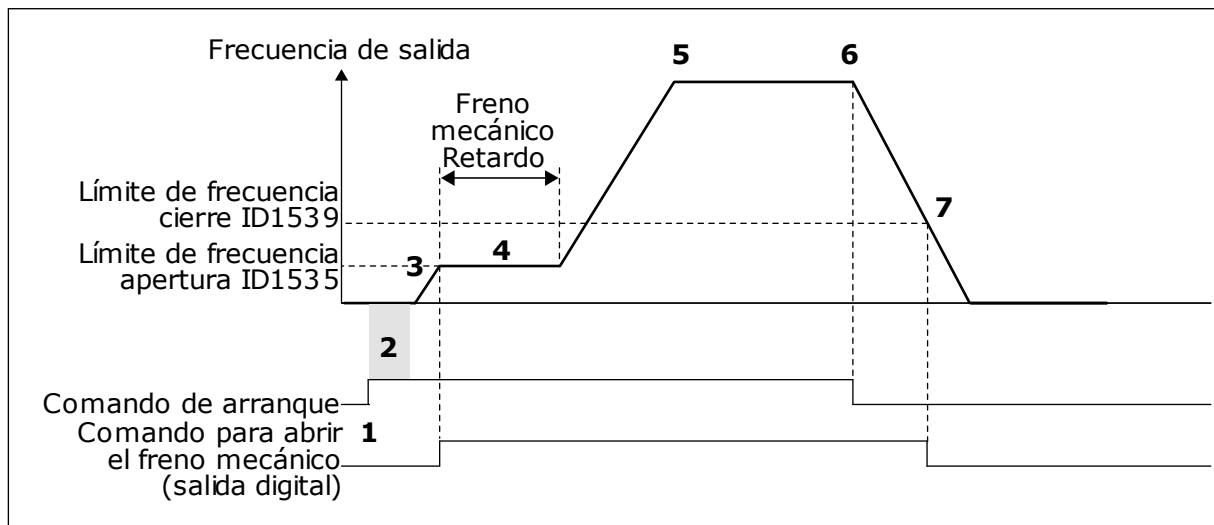 Frecuencia de salida
5
6
Freno
mecánico
Retardo
Límite de frecuencia
cierre ID1539
7
Límite de frecuencia
apertura ID1535
3
4
2
Comando de arranque
Comando para abrir
1
el freno mecánico
(salida digital)